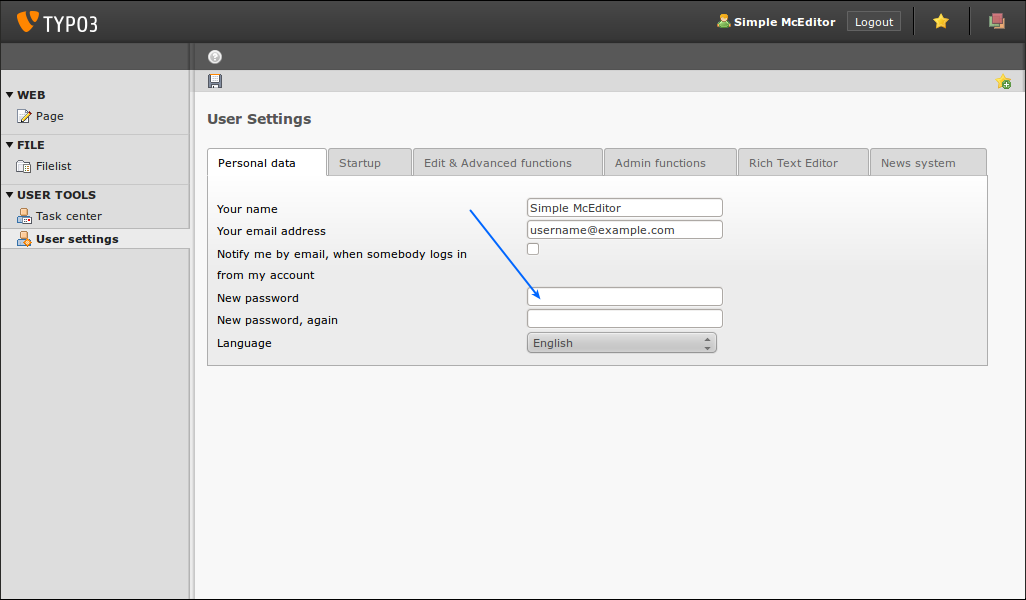 TYPO3
Simple McEditor
Logout
WEB
Page
FILE
Filelist
USER TOOLS
Task center
User settings
User Settings
Personal data
Startup
Edit & Advanced functions
Admin functions
Rich Text Editor
News system
Your name
Simple McEditor
Your email address
username@example.com
Notify me by email, when somebody logs in
from my account
New password
New password, again
Language
English